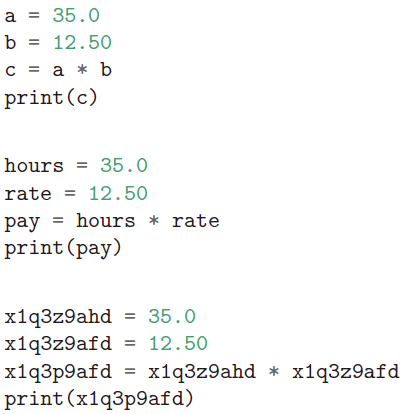 a = 35.0
b = 12.50
c = a * b
print(c)
hours = 35.0
rate = 12.50
pay = hours * rate
print(pay)
x1q3z9ahd = 35.0
x1q3z9afd = 12.50
x1q3p9afd = x1q3z9ahd * x1q3z9afd
print(x1q3p9afd)